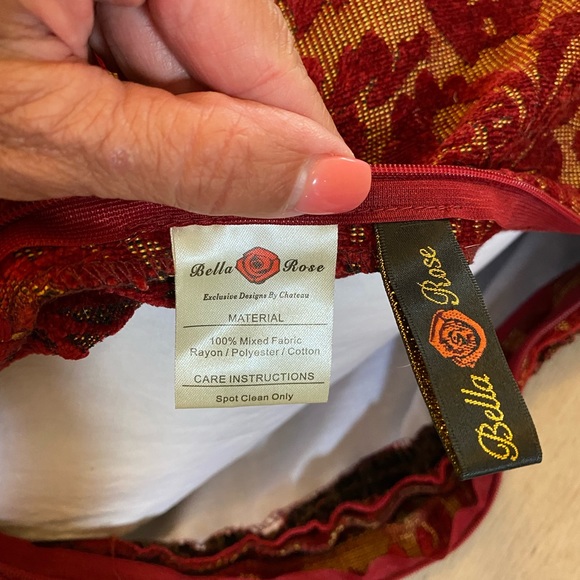 Bella Rose
Exclusive Designs By Chateau
MATERIAL
100% Mixed Fabric
Rayon / Polyester / Cotton
CARE INSTRUCTIONS
Spot Clean Only
Bella Rose